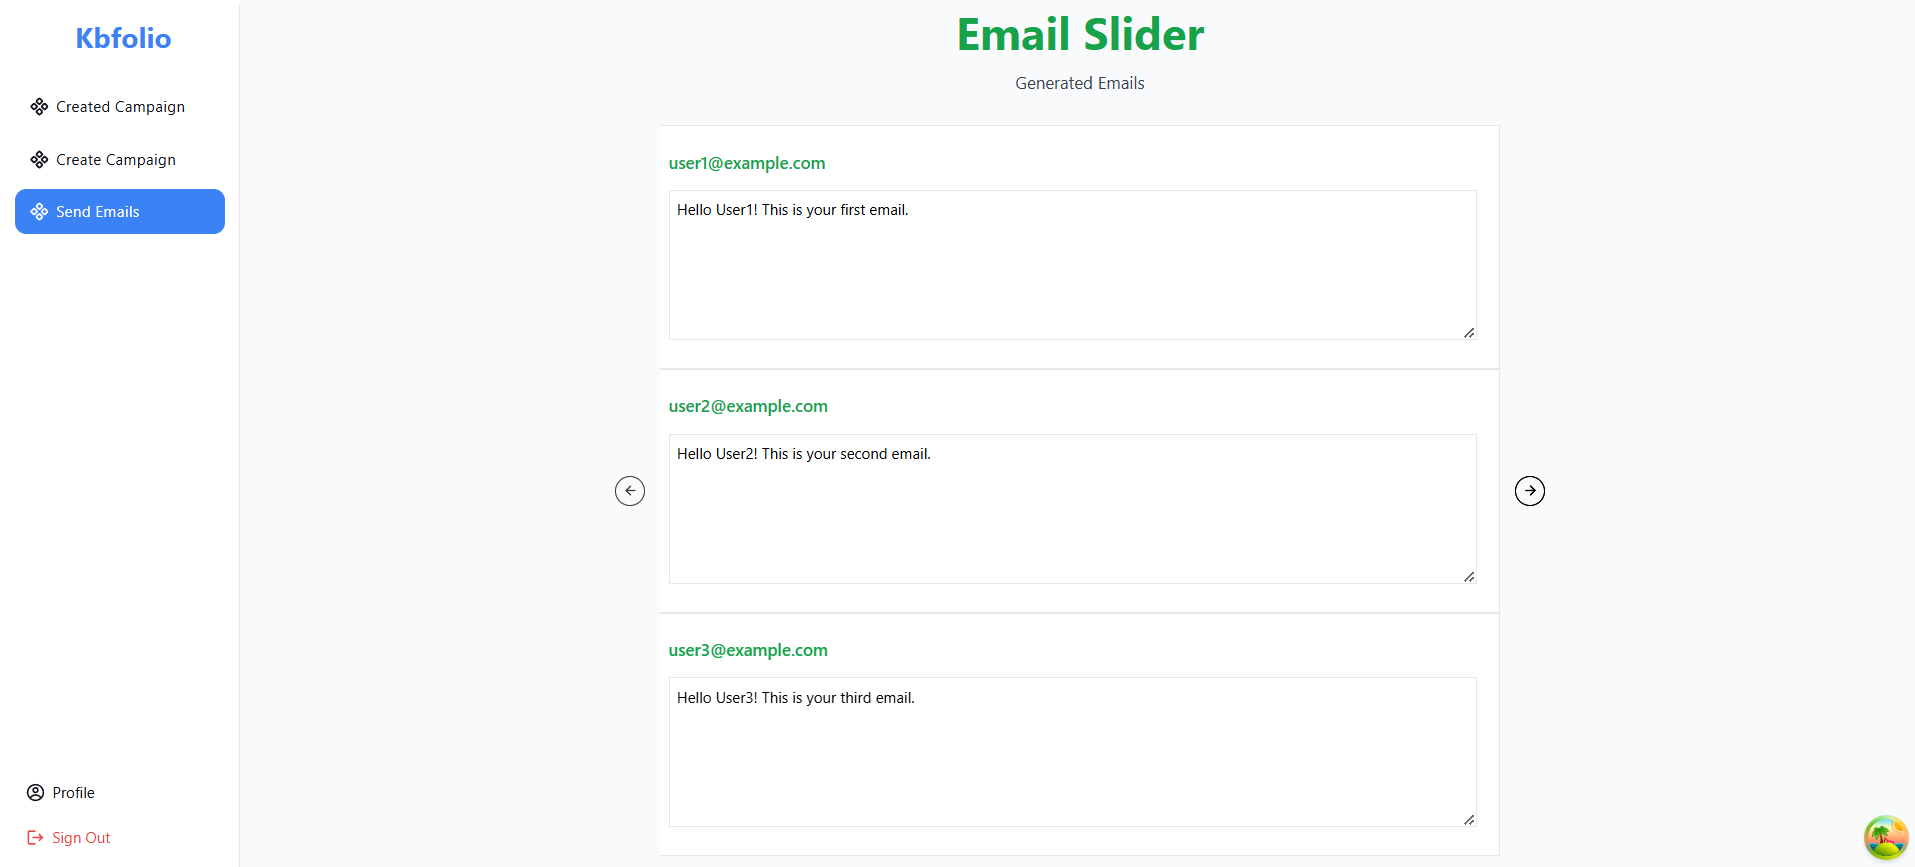 Kbfolio
Created Campaign
Create Campaign
Send Emails
Profile
Sign Out
Email Slider
Generated Emails
user1@example.com
Hello User1! This is your first email.
user2@example.com
Hello User2! This is your second email.
user3@example.com
Hello User3! This is your third email.